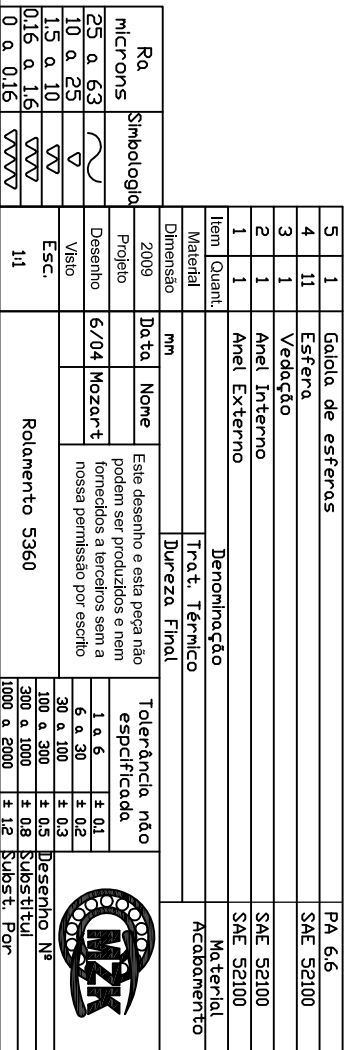 5 1 Gaiola de esferas PA 6.6
4 11 Esfera SAE 52100
3 1 Vedação
2 1 Anel Interno SAE 52100
1 1 Anel Externo SAE 52100
Item Quant. Denominação Material
Material Trat. Térmico Acabamento
Dimensão mm Dureza Final
2009 Data Nome
Projeto
Desenho 6/04 Mozart
Visto
Este desenho e esta peça não
podem ser produzidos e nem
fornecidos a terceiros sem a
nossa permissão por escrito
Tolerância não
espcificada
1 a 6 ± 0.1
6 a 30 ± 0.2
30 a 100 ± 0.3
100 a 300 ± 0.5
300 a 1000 ± 0.8
1000 a 2000 ± 1.2
MZK
Esc.
1:1
Rolamento 5360
Desenho Nº
Substitui
Subst. Por
Ra
microns
Simbologia
25 a 63
10 a 25
1.5 a 10
0.16 a 1.6
0 a 0.16